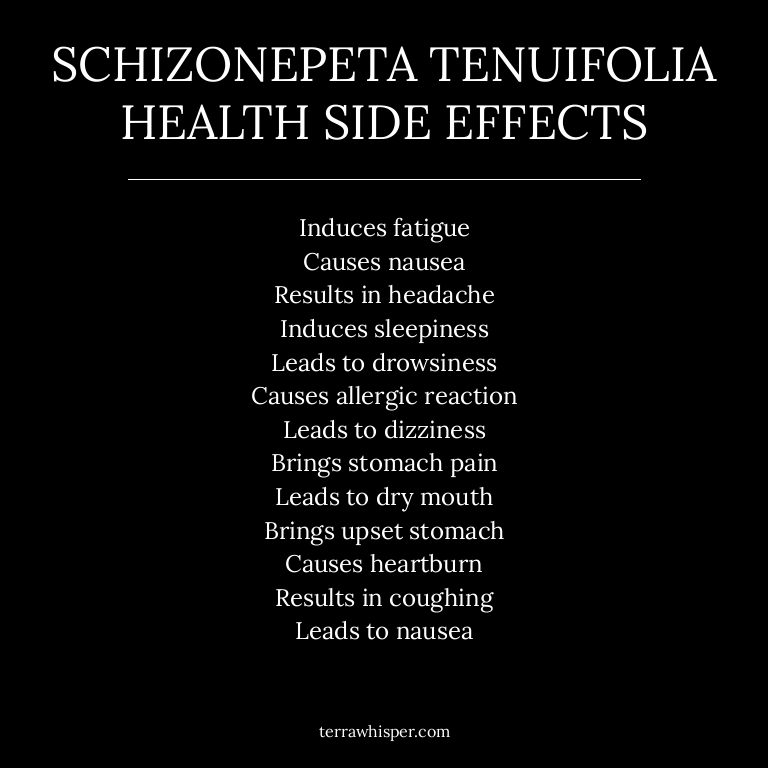 SCHIZONEPETA TENUIFOLIA
HEALTH SIDE EFFECTS
Induces fatigue
Causes nausea
Results in headache
Induces sleepiness
Leads to drowsiness
Causes allergic reaction
Leads to dizziness
Brings stomach pain
Leads to dry mouth
Brings upset stomach
Causes heartburn
Results in coughing
Leads to nausea
terrawhisper.com